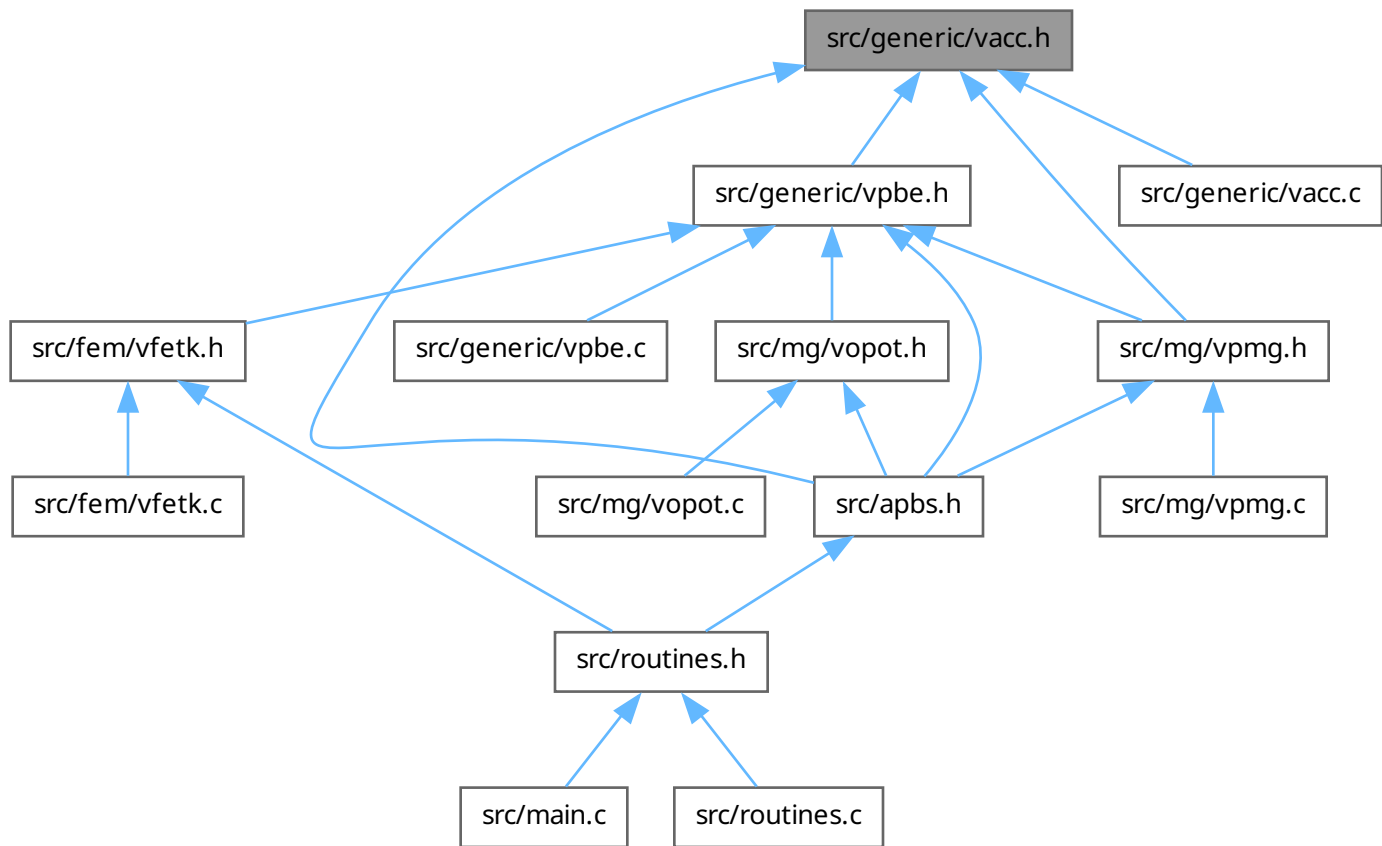 src/generic/vacc.h
src/generic/vpbe.h
src/generic/vacc.c
src/fem/vfetk.h
src/generic/vpbe.c
src/mg/vopot.h
src/mg/vpmg.h
src/fem/vfetk.c
src/mg/vopot.c
src/apbs.h
src/mg/vpmg.c
src/routines.h
src/main.c
src/routines.c